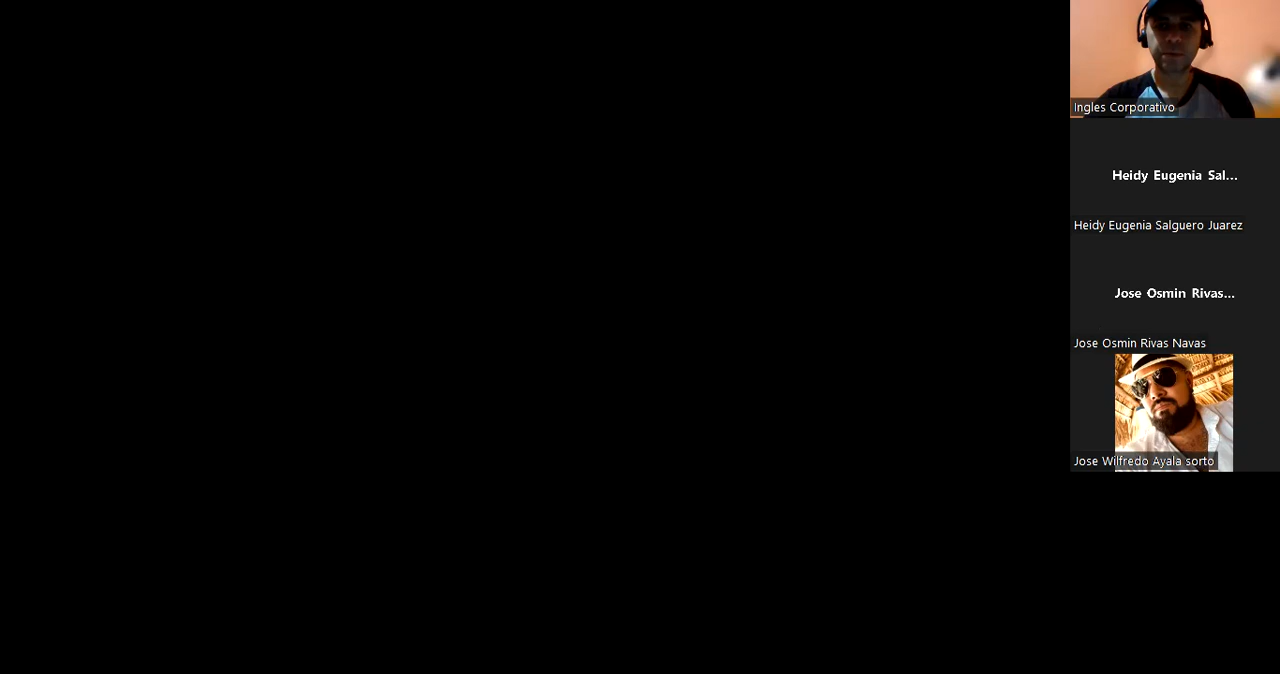 Ingles Corporativo
Heidy Eugenia Sal...
Heidy Eugenia Salguero Juarez
Jose Osmin Rivas...
Jose Osmin Rivas Navas
Jose Wilfredo Ayala sorto